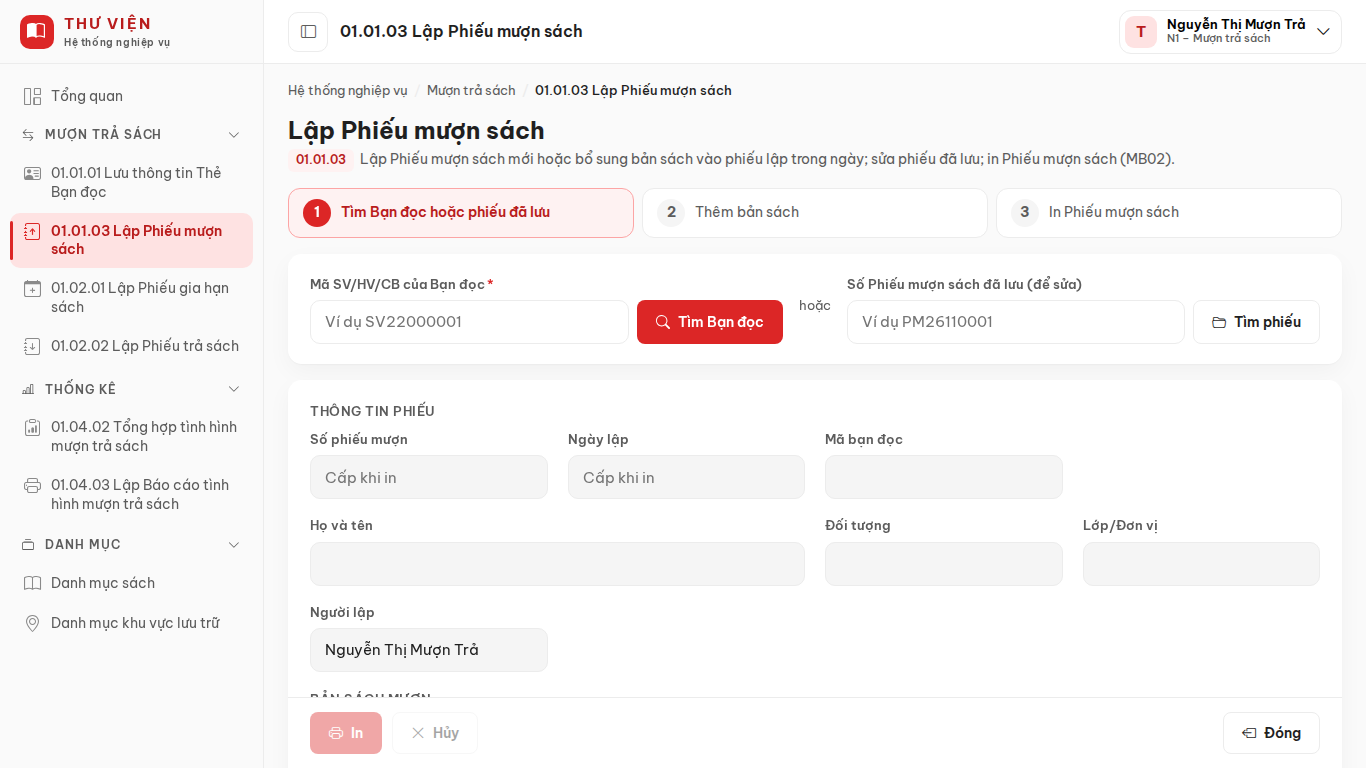 THƯ VIỆN
Hệ thống nghiệp vụ
01.01.03 Lập Phiếu mượn sách
T
Nguyễn Thị Mượn Trả
N1 – Mượn trả sách
Tổng quan
MƯỢN TRẢ SÁCH
01.01.01 Lưu thông tin Thẻ
Bạn đọc
01.01.03 Lập Phiếu mượn
sách
01.02.01 Lập Phiếu gia hạn
sách
01.02.02 Lập Phiếu trả sách
THỐNG KÊ
01.04.02 Tổng hợp tình hình
mượn trả sách
01.04.03 Lập Báo cáo tình
hình mượn trả sách
DANH MỤC
Danh mục sách
Danh mục khu vực lưu trữ
Hệ thống nghiệp vụ / Mượn trả sách / 01.01.03 Lập Phiếu mượn sách
Lập Phiếu mượn sách
01.01.03 Lập Phiếu mượn sách mới hoặc bổ sung bản sách vào phiếu lập trong ngày; sửa phiếu đã lưu; in Phiếu mượn sách (MB02).
1 Tìm Bạn đọc hoặc phiếu đã lưu
2 Thêm bản sách
3 In Phiếu mượn sách
Mã SV/HV/CB của Bạn đọc *
Ví dụ SV22000001
Tìm Bạn đọc
hoặc
Số Phiếu mượn sách đã lưu (để sửa)
Ví dụ PM26110001
Tìm phiếu
THÔNG TIN PHIẾU
Số phiếu mượn
Cấp khi in
Ngày lập
Cấp khi in
Mã bạn đọc
Họ và tên
Đối tượng
Lớp/Đơn vị
Người lập
Nguyễn Thị Mượn Trả
BẢN SÁCH MƯỢN
In
Hủy
Đóng